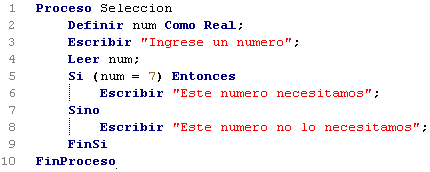 1 Proceso Seleccion
2 Definir num Como Real;
3 Escribir "Ingrese un numero";
4 Leer num;
5 Si (num = 7) Entonces
6 Escribir "Este numero necesitamos";
7 Sino
8 Escribir "Este numero no lo necesitamos";
9 FinSi
10 FinProceso